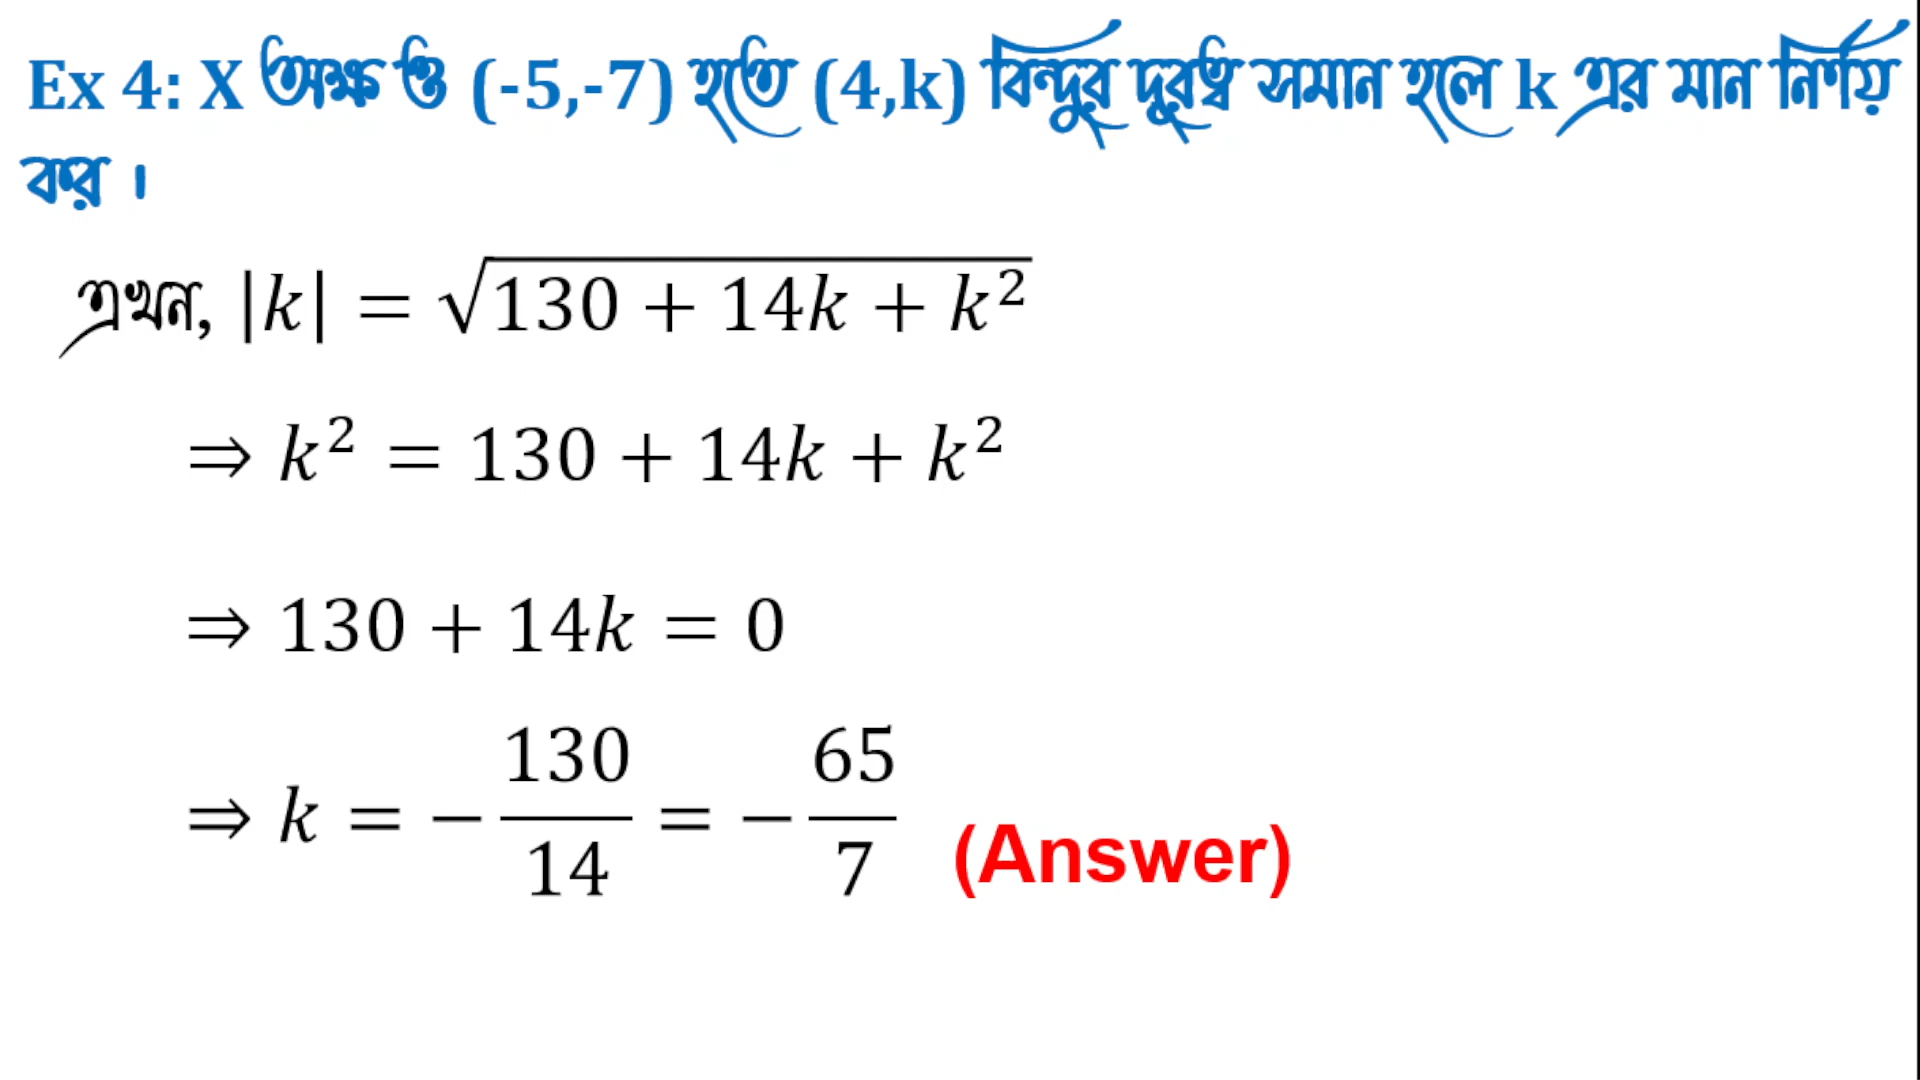 Ex 4: X অক্ষ ও (-5,-7) হতে (4,k) বিন্দুর দূরত্ব সমান হলে k এর মান নির্ণয়
কর ।
এখন, |k| = √(130 + 14k + k²)
⇒ k² = 130 + 14k + k²
⇒ 130 + 14k = 0
⇒ k = −130/14 = −65/7 (Answer)